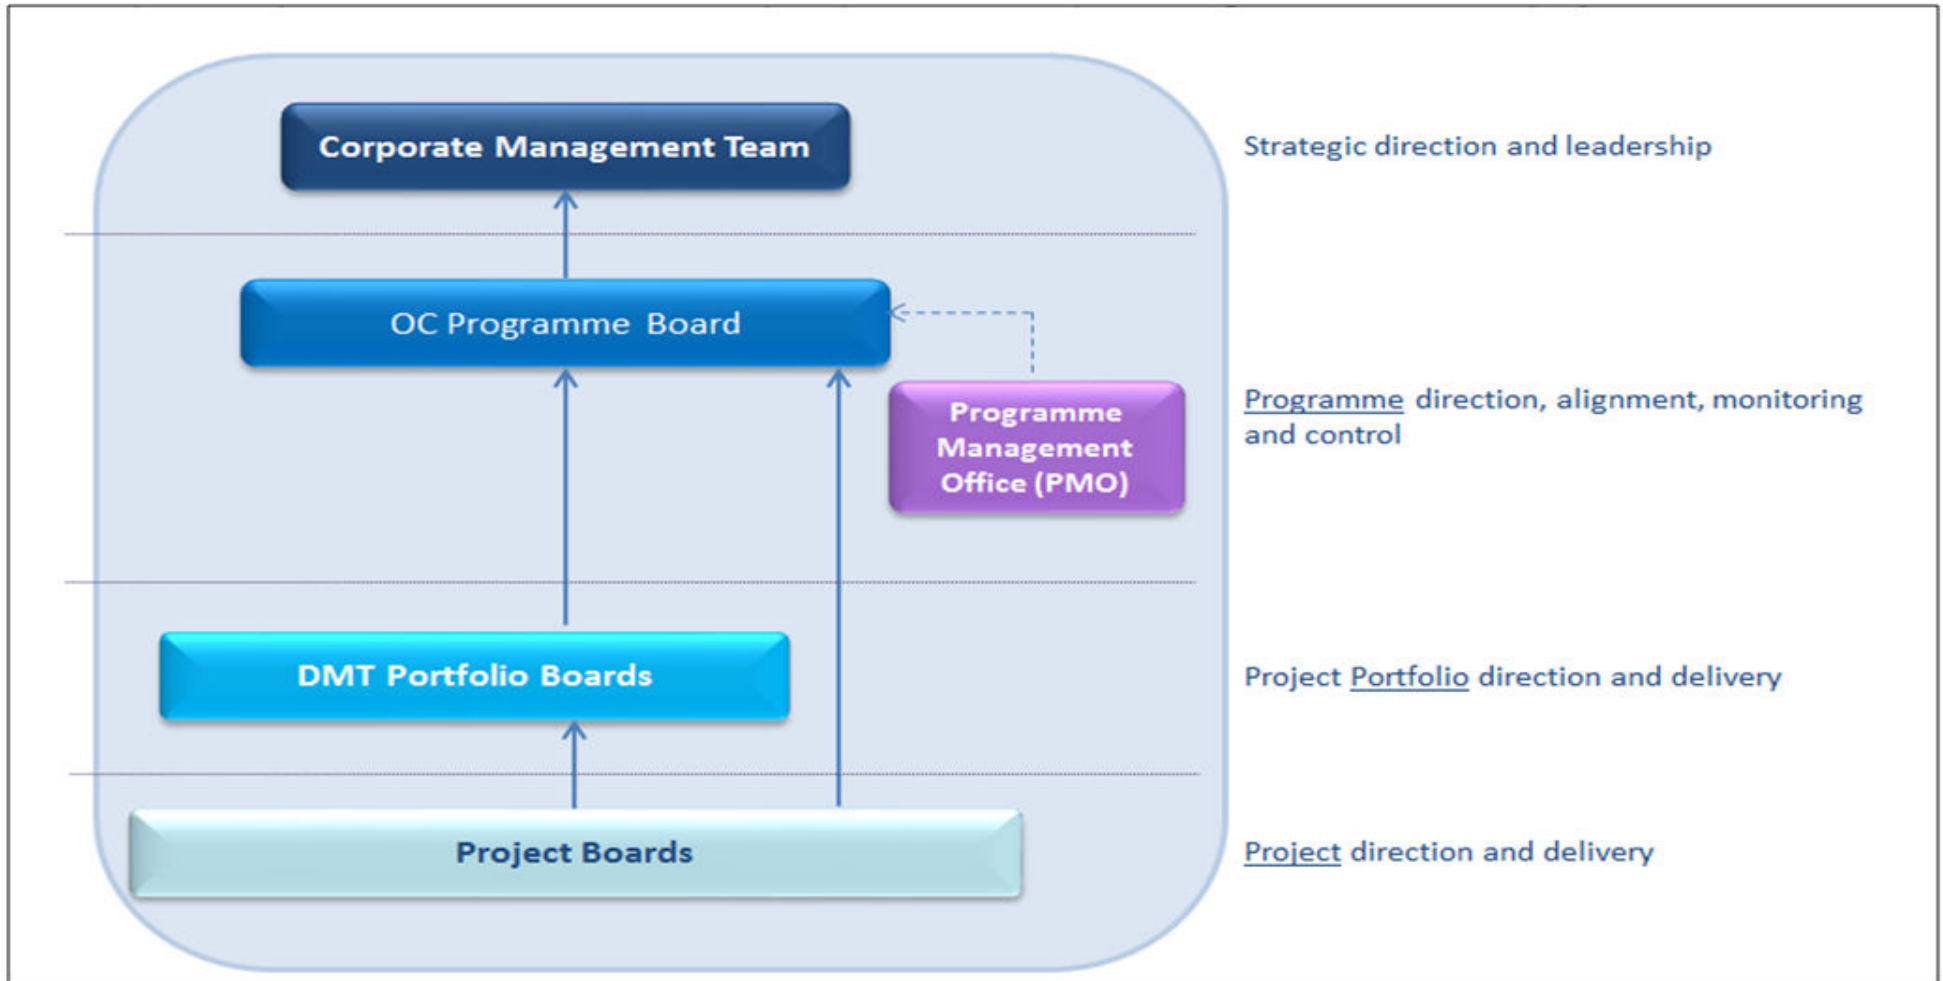 Corporate Management Team
Strategic direction and leadership
OC Programme Board
Programme
Management
Office (PMO)
Programme direction, alignment, monitoring
and control
DMT Portfolio Boards
Project Portfolio direction and delivery
Project Boards
Project direction and delivery